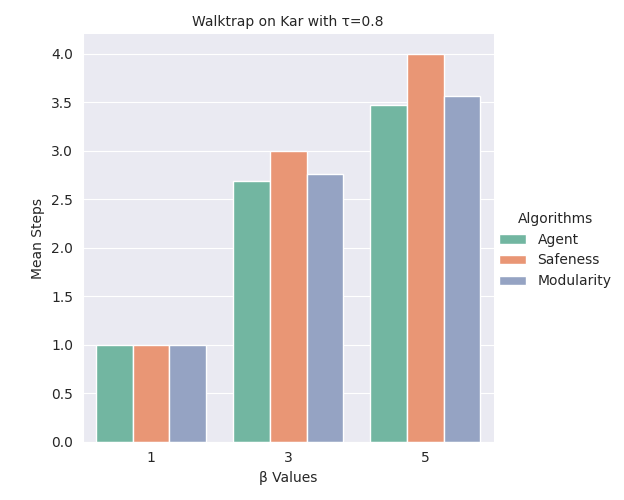 Walktrap on Kar with τ=0.8
4.0
3.5
3.0
2.5
2.0
1.5
1.0
0.5
0.0
Mean Steps
1 3 5
β Values
Algorithms
Agent
Safeness
Modularity